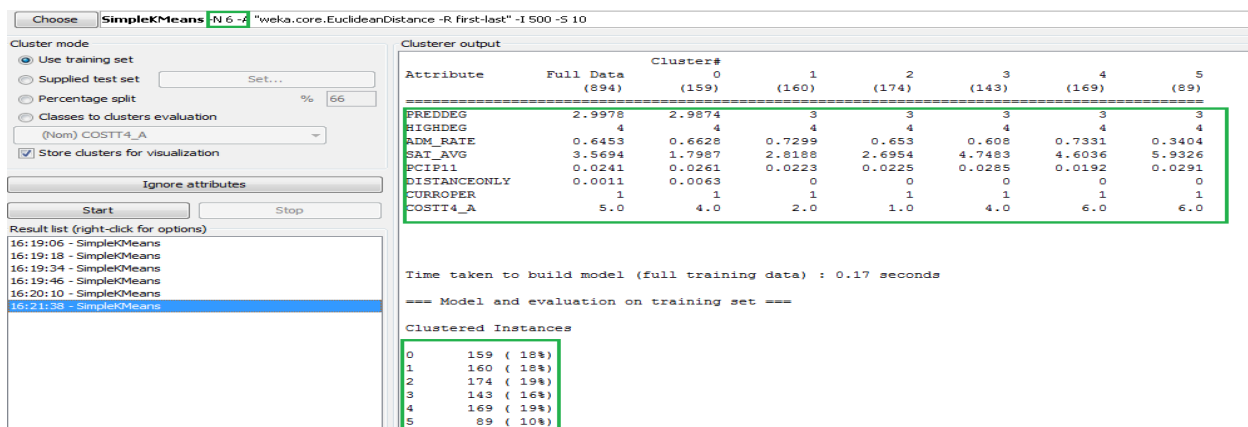 Choose SimpleKMeans -N 6 -A "weka.core.EuclideanDistance -R first-last" -I 500 -S 10
Cluster mode
Use training set
Supplied test set Set...
Percentage split % 66
Classes to clusters evaluation
(Nom) COSTT4_A
Store clusters for visualization
Ignore attributes
Start Stop
Result list (right-click for options)
16:19:06 - SimpleKMeans
16:19:18 - SimpleKMeans
16:19:34 - SimpleKMeans
16:19:46 - SimpleKMeans
16:20:10 - SimpleKMeans
16:21:38 - SimpleKMeans
Clusterer output
Cluster#
Attribute Full Data 0 1 2 3 4 5
(894) (159) (160) (174) (143) (169) (89)
==========================================================================================
PREDDEG 2.9978 2.9874 3 3 3 3 3
HIGHDEG 4 4 4 4 4 4 4
ADM_RATE 0.6453 0.6628 0.7299 0.653 0.608 0.7331 0.3404
SAT_AVG 3.5694 1.7987 2.8188 2.6954 4.7483 4.6036 5.9326
PCIP11 0.0241 0.0261 0.0223 0.0225 0.0285 0.0192 0.0291
DISTANCEONLY 0.0011 0.0063 0 0 0 0 0
CURROPER 1 1 1 1 1 1 1
COSTT4_A 5.0 4.0 2.0 1.0 4.0 6.0 6.0
Time taken to build model (full training data) : 0.17 seconds
=== Model and evaluation on training set ===
Clustered Instances
0 159 ( 18%)
1 160 ( 18%)
2 174 ( 19%)
3 143 ( 16%)
4 169 ( 19%)
5 89 ( 10%)